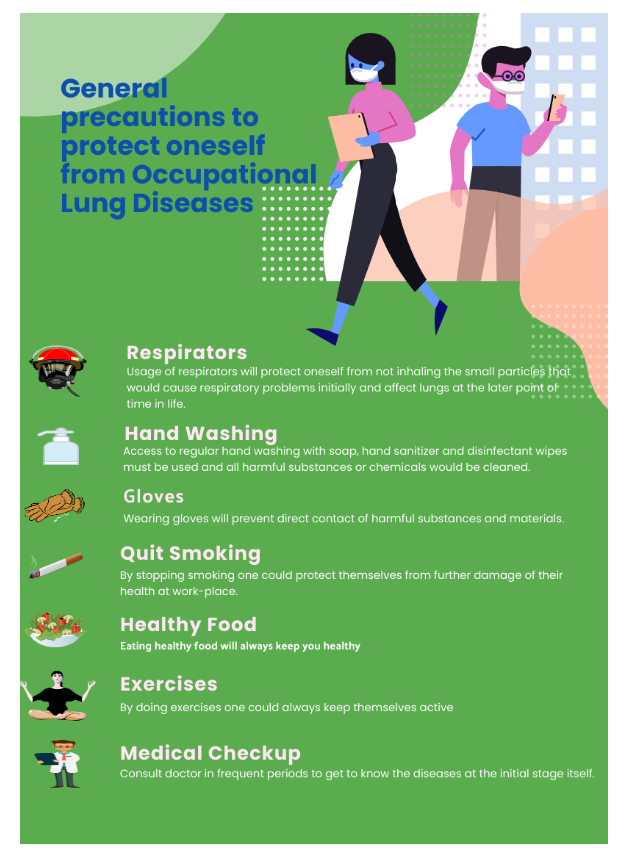 General
precautions to
protect oneself
from Occupational
Lung Diseases
Respirators
Usage of respirators will protect oneself from not inhaling the small particles that
would cause respiratory problems initially and affect lungs at the later point of
time in life.
Hand Washing
Access to regular hand washing with soap, hand sanitizer and disinfectant wipes
must be used and all harmful substances or chemicals would be cleaned.
Gloves
Wearing gloves will prevent direct contact of harmful substances and materials.
Quit Smoking
By stopping smoking one could protect themselves from further damage of their
health at work-place.
Healthy Food
Eating healthy food will always keep you healthy
Exercises
By doing exercises one could always keep themselves active
Medical Checkup
Consult doctor in frequent periods to get to know the diseases at the initial stage itself.